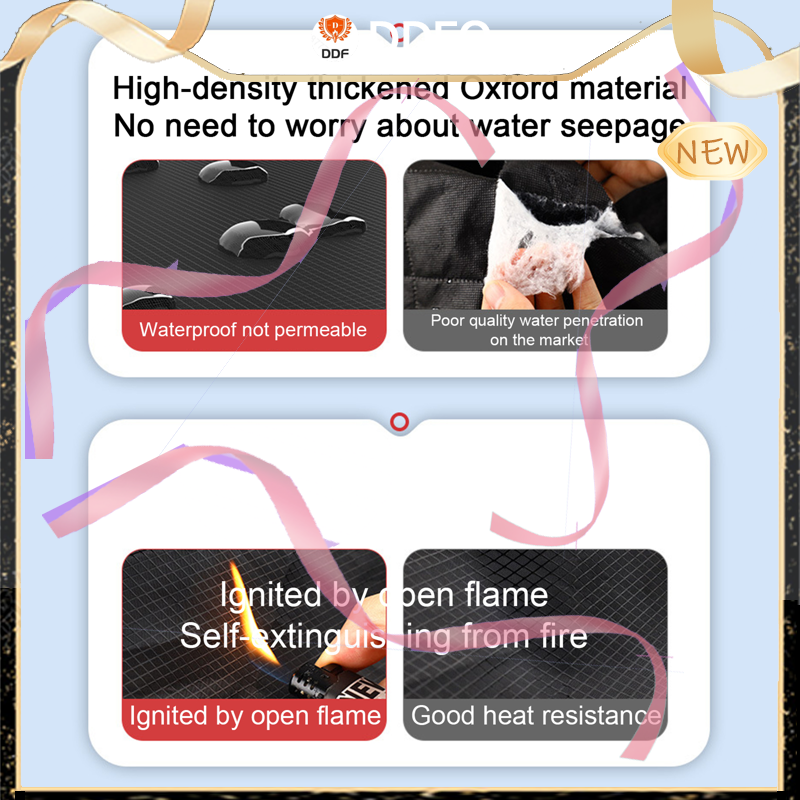 DDF
High-density thickened Oxford material
No need to worry about water seepage
NEW
Waterproof not permeable
Poor quality water penetration
on the market
Ignited by open flame
Self-extinguishing from fire
Ignited by open flame
Good heat resistance